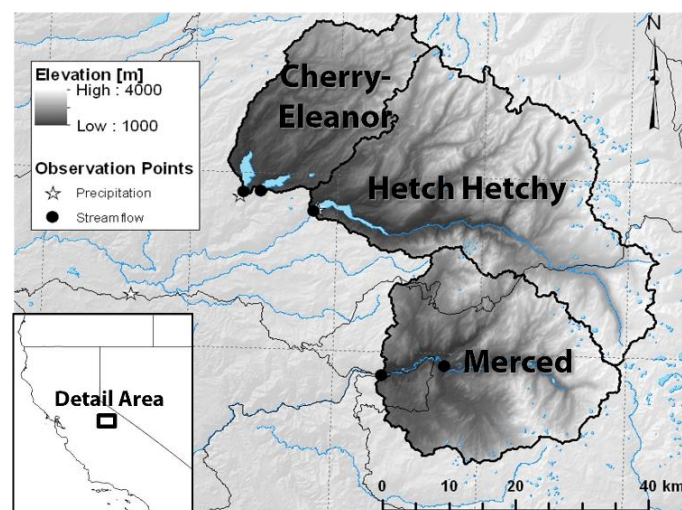 Elevation [m]
High : 4000
Low : 1000
Observation Points
Precipitation
Streamflow
Cherry-
Eleanor
Hetch Hetchy
Merced
N
Detail Area
0 10 20 40 km